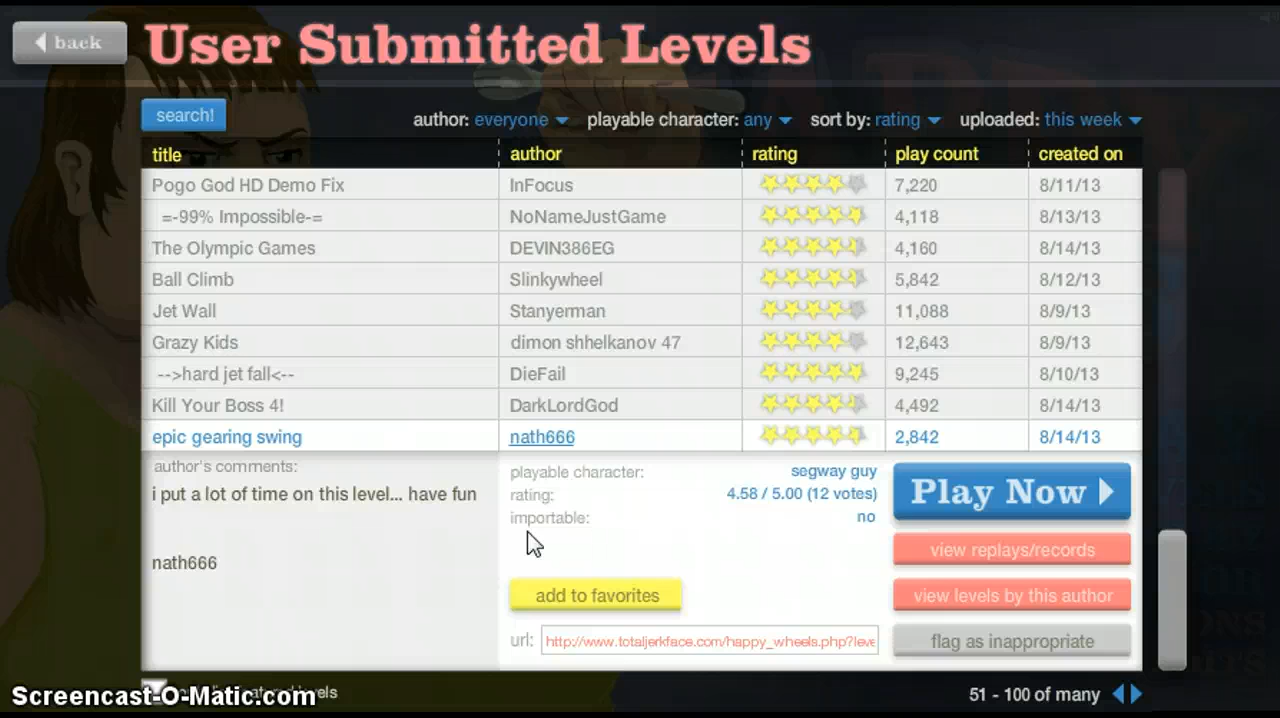 back
User Submitted Levels
search!
author: everyone playable character: any sort by: rating uploaded: this week
title author rating play count created on
Pogo God HD Demo Fix InFocus 7,220 8/11/13
=-99% Impossible-= NoNameJustGame 4,118 8/13/13
The Olympic Games DEVIN386EG 4,160 8/14/13
Ball Climb Slinkywheel 5,842 8/12/13
Jet Wall Stanyerman 11,088 8/9/13
Grazy Kids dimon shhelkanov 47 12,643 8/9/13
-->hard jet fall<-- DieFail 9,245 8/10/13
Kill Your Boss 4! DarkLordGod 4,492 8/14/13
epic gearing swing nath666 2,842 8/14/13
author's comments:
i put a lot of time on this level... have fun
nath666
playable character: segway guy
rating: 4.58 / 5.00 (12 votes)
importable: no
add to favorites
url: http://www.totaljerkface.com/happy_wheels.php?leve
Play Now
view replays/records
view levels by this author
flag as inappropriate
levels
51 - 100 of many
Screencast-O-Matic.com